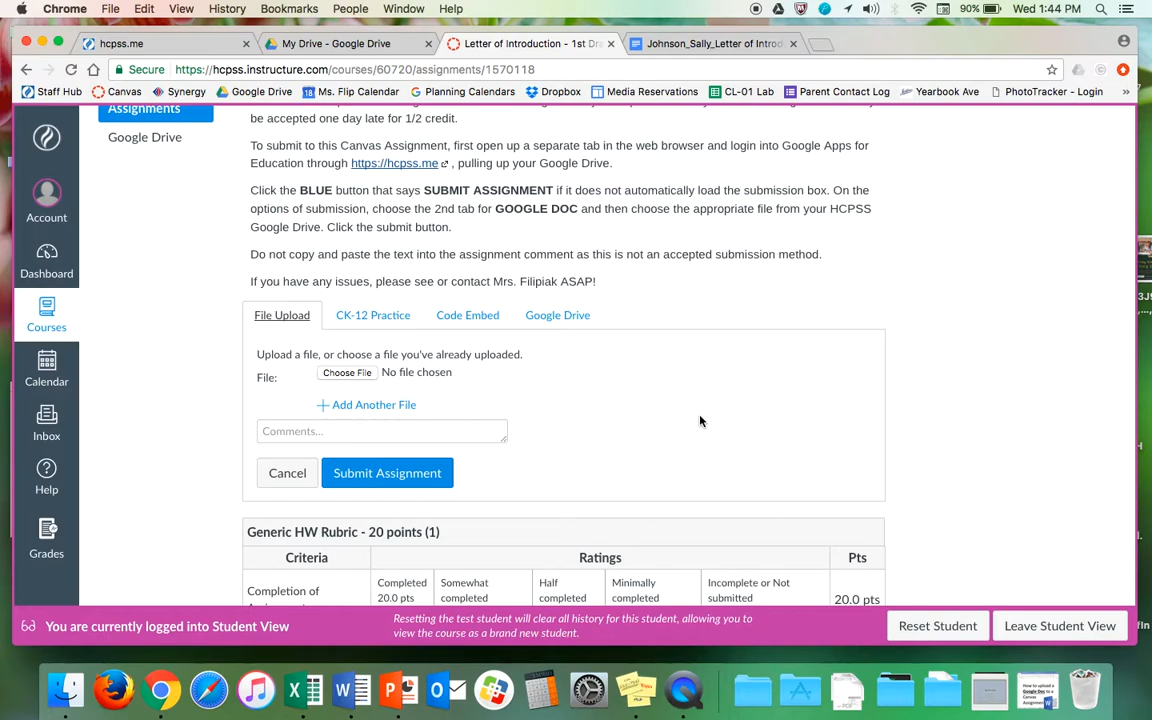 Chrome File Edit View History Bookmarks People Window Help 90% Wed 1:44 PM
hcpss.me My Drive - Google Drive Letter of Introduction - 1st Dra Johnson_Sally_Letter of Introd
Secure https://hcpss.instructure.com/courses/60720/assignments/1570118
Staff Hub Canvas Synergy Google Drive 18 Ms. Flip Calendar Planning Calendars Dropbox Media Reservations CL-01 Lab Parent Contact Log Yearbook Ave PhotoTracker - Login »
Assignments
Google Drive
Account
Dashboard
Courses
Calendar
Inbox
Help
Grades
be accepted one day late for 1/2 credit.
To submit to this Canvas Assignment, first open up a separate tab in the web browser and login into Google Apps for
Education through https://hcpss.me , pulling up your Google Drive.
Click the BLUE button that says SUBMIT ASSIGNMENT if it does not automatically load the submission box. On the
options of submission, choose the 2nd tab for GOOGLE DOC and then choose the appropriate file from your HCPSS
Google Drive. Click the submit button.
Do not copy and paste the text into the assignment comment as this is not an accepted submission method.
If you have any issues, please see or contact Mrs. Filipiak ASAP!
File Upload CK-12 Practice Code Embed Google Drive
Upload a file, or choose a file you've already uploaded.
File: Choose File No file chosen
Add Another File
Comments...
Cancel Submit Assignment
Generic HW Rubric - 20 points (1)
Criteria Ratings Pts
Completion of
Completed
20.0 pts
Somewhat
completed
Half
completed
Minimally
completed
Incomplete or Not
submitted
20.0 pts
You are currently logged into Student View
Resetting the test student will clear all history for this student, allowing you to
view the course as a brand new student.
Reset Student Leave Student View